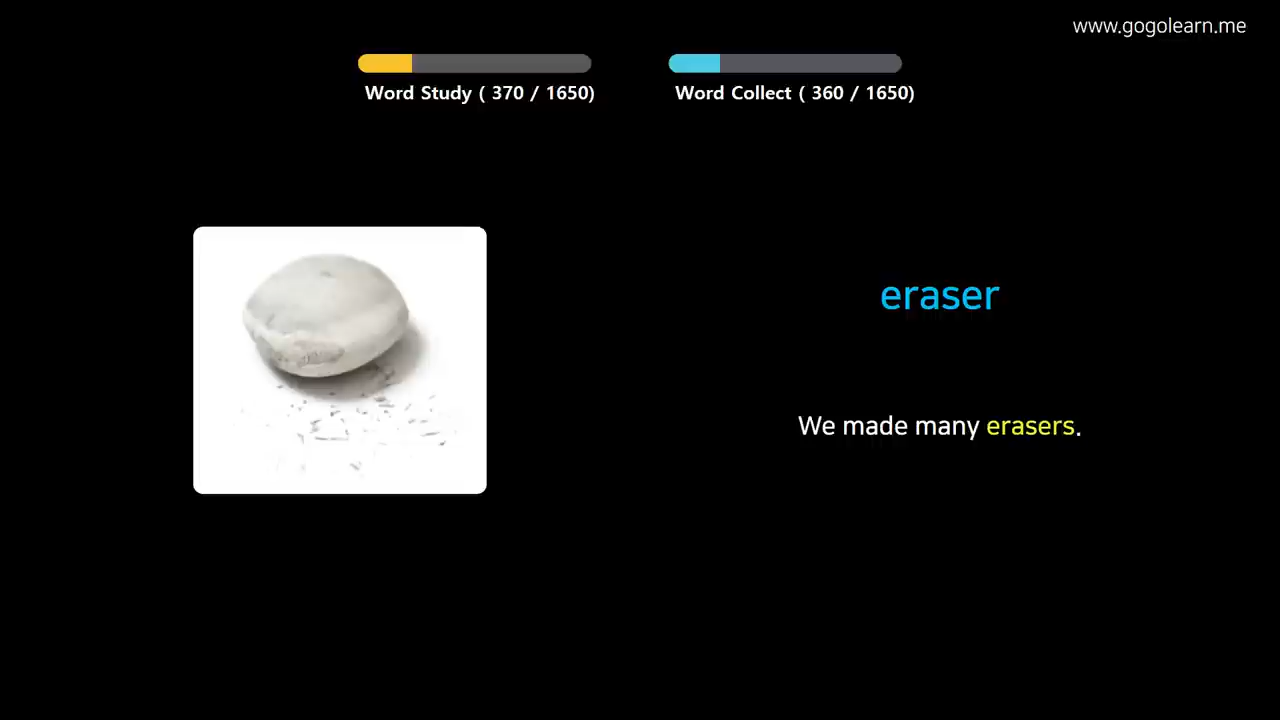 www.gogolearn.me
Word Study ( 370 / 1650)
Word Collect ( 360 / 1650)
eraser
We made many erasers.